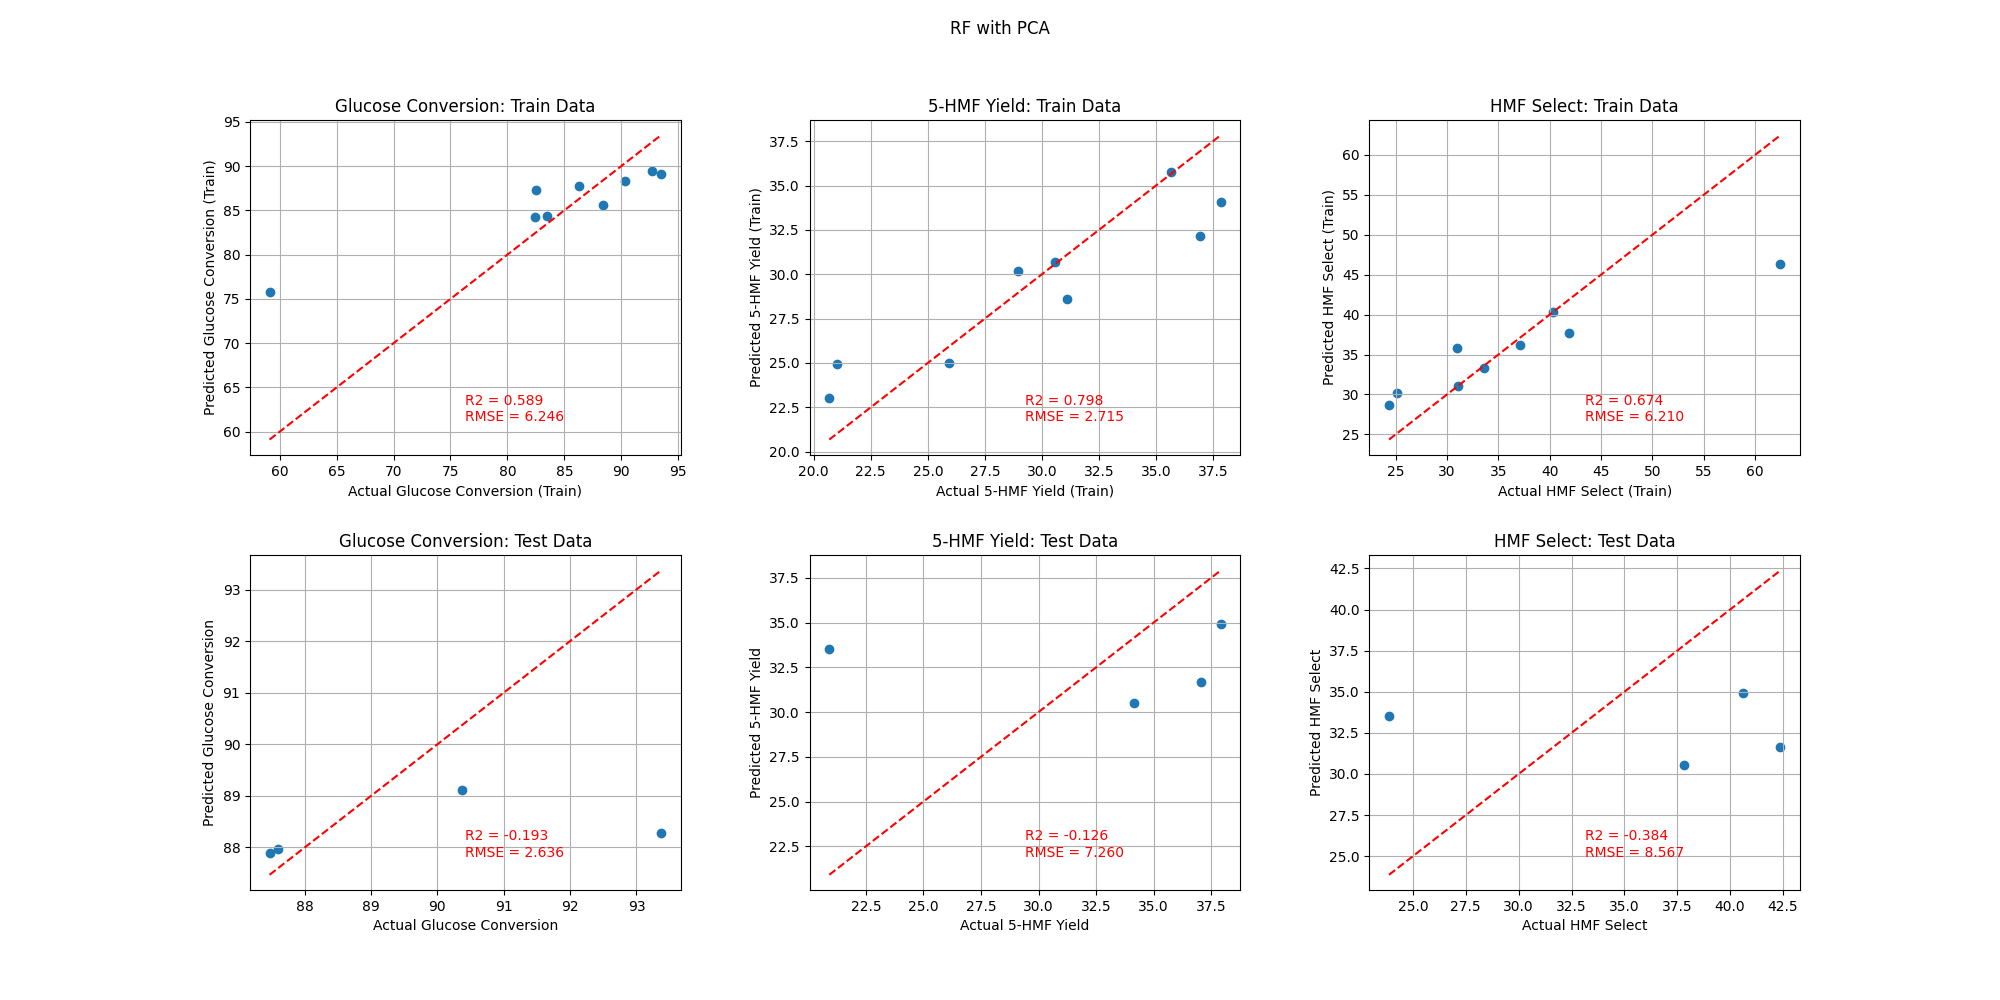 RF with PCA
Glucose Conversion: Train Data
95
90
85
80
75
70
65
60
Predicted Glucose Conversion (Train)
R2 = 0.589
RMSE = 6.246
60 65 70 75 80 85 90 95
Actual Glucose Conversion (Train)
5-HMF Yield: Train Data
37.5
35.0
32.5
30.0
27.5
25.0
22.5
20.0
Predicted 5-HMF Yield (Train)
R2 = 0.798
RMSE = 2.715
20.0 22.5 25.0 27.5 30.0 32.5 35.0 37.5
Actual 5-HMF Yield (Train)
HMF Select: Train Data
60
55
50
45
40
35
30
25
Predicted HMF Select (Train)
R2 = 0.674
RMSE = 6.210
25 30 35 40 45 50 55 60
Actual HMF Select (Train)
Glucose Conversion: Test Data
93
92
91
90
89
88
Predicted Glucose Conversion
R2 = -0.193
RMSE = 2.636
88 89 90 91 92 93
Actual Glucose Conversion
5-HMF Yield: Test Data
37.5
35.0
32.5
30.0
27.5
25.0
22.5
Predicted 5-HMF Yield
R2 = -0.126
RMSE = 7.260
22.5 25.0 27.5 30.0 32.5 35.0 37.5
Actual 5-HMF Yield
HMF Select: Test Data
42.5
40.0
37.5
35.0
32.5
30.0
27.5
25.0
Predicted HMF Select
R2 = -0.384
RMSE = 8.567
25.0 27.5 30.0 32.5 35.0 37.5 40.0 42.5
Actual HMF Select